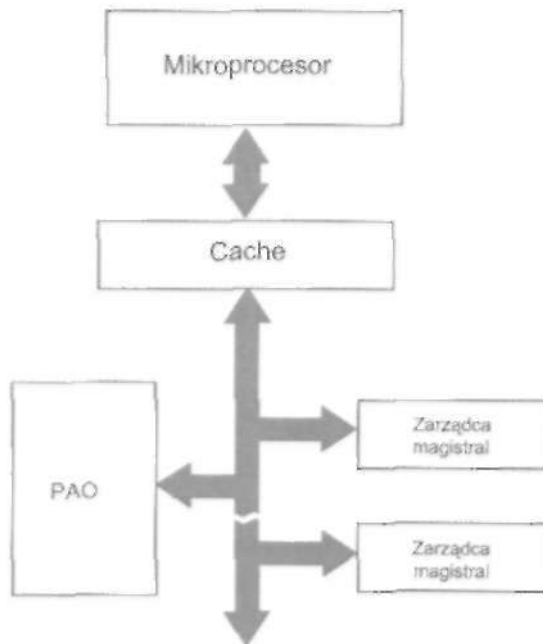 Mikroprocesor
Cache
Zarządca
magistral
PAO
Zarządca
magistral